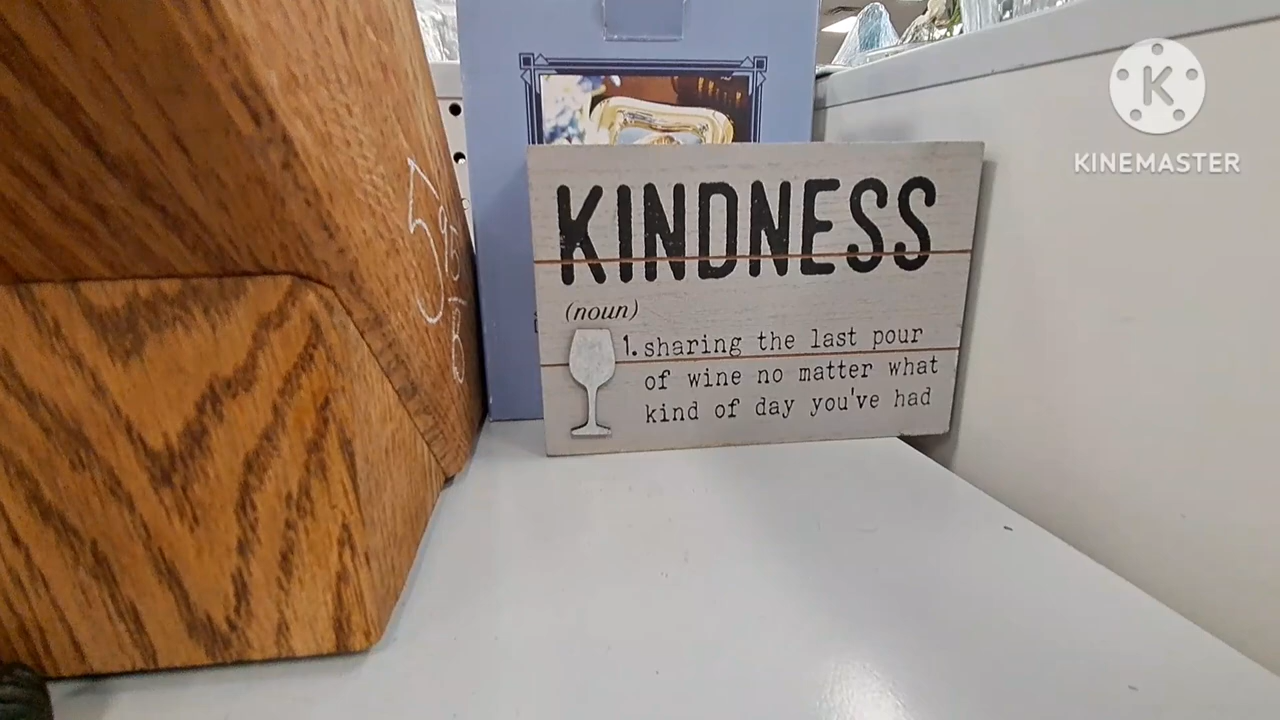 K
KINEMASTER
KINDNESS
(noun)
1. sharing the last pour
of wine no matter what
kind of day you've had